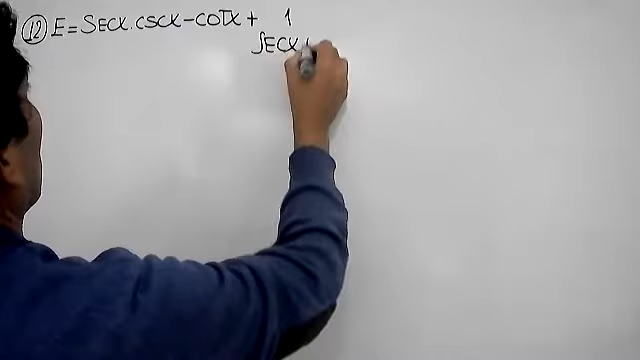 12 E = SECX . CSCX - COTX + 1
SECX